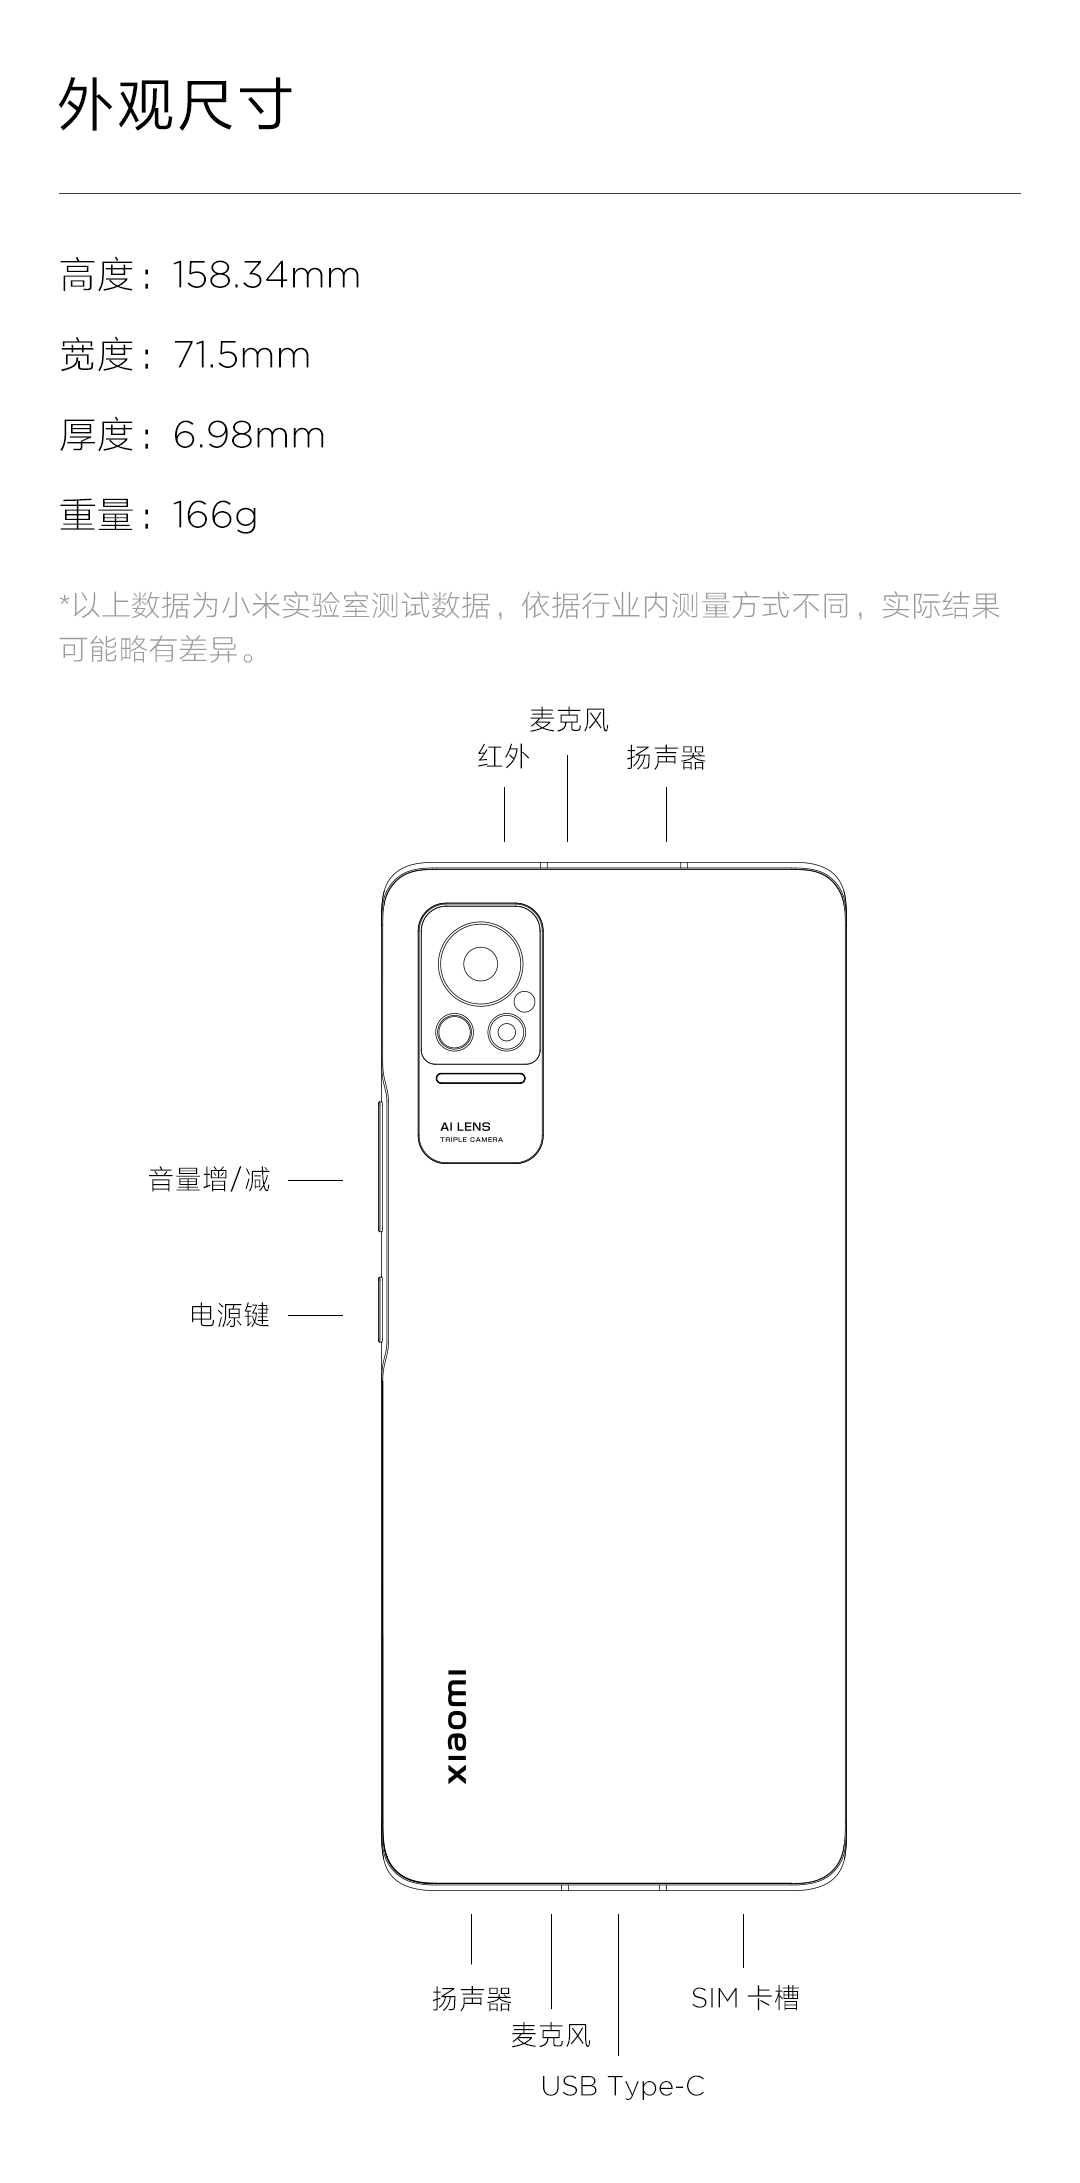 外观尺寸
高度：158.34mm
宽度：71.5mm
厚度：6.98mm
重量：166g
*以上数据为小米实验室测试数据，依据行业内测量方式不同，实际结果
可能略有差异。
麦克风
红外
扬声器
AI LENS
TRIPLE CAMERA
音量增/减
电源键
xiaomi
扬声器
SIM 卡槽
麦克风
USB Type-C